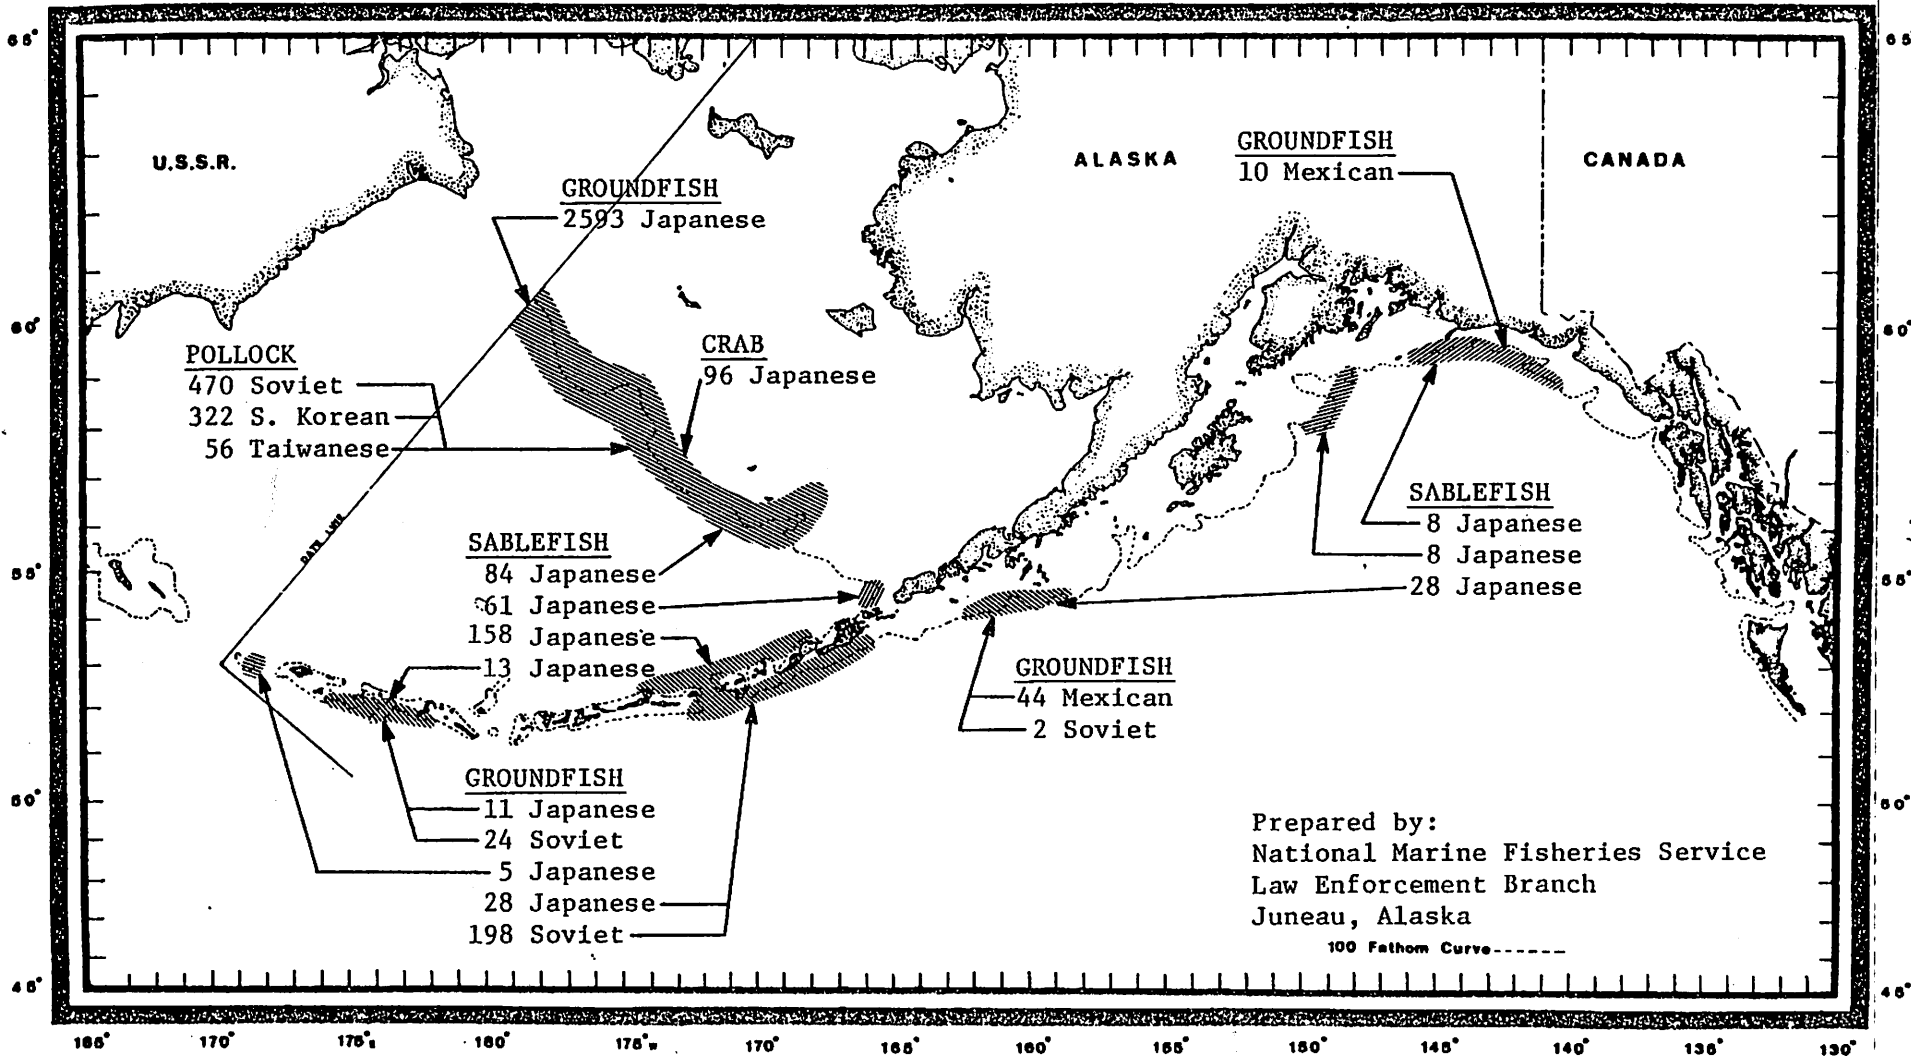 65°
65°
U.S.S.R.
ALASKA
CANADA
GROUNDFISH
10 Mexican
GROUNDFISH
2593 Japanese
60°
60°
POLLOCK
470 Soviet
322 S. Korean
56 Taiwanese
CRAB
96 Japanese
DATE LINE
SABLEFISH
84 Japanese
61 Japanese
158 Japanese
13 Japanese
SABLEFISH
8 Japanese
8 Japanese
28 Japanese
55°
55°
GROUNDFISH
44 Mexican
2 Soviet
GROUNDFISH
11 Japanese
24 Soviet
5 Japanese
28 Japanese
198 Soviet
50°
50°
Prepared by:
National Marine Fisheries Service
Law Enforcement Branch
Juneau, Alaska
100 Fathom Curve
45°
45°
165° 170° 175°E 180° 175°W 170° 165° 160° 155° 150° 145° 140° 135° 130°